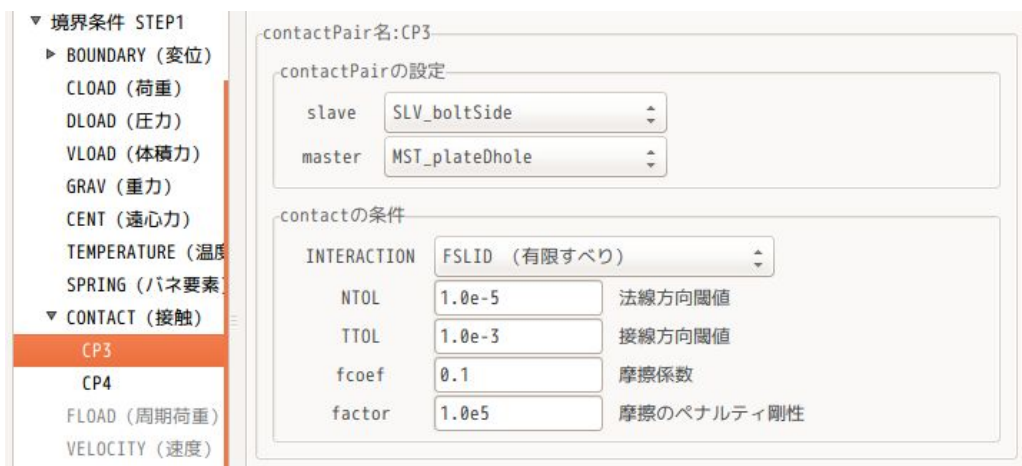 境界条件 STEP1
BOUNDARY (変位)
CLOAD (荷重)
DLOAD (圧力)
VLOAD (体積力)
GRAV (重力)
CENT (遠心力)
TEMPERATURE (温度
SPRING (バネ要素)
CONTACT (接触)
CP3
CP4
FLOAD (周期荷重)
VELOCITY (速度)
contactPair名:CP3
contactPairの設定
slave SLV_boltSide
master MST_plateDhole
contactの条件
INTERACTION FSLID (有限すべり)
NTOL 1.0e-5 法線方向閾値
TTOL 1.0e-3 接線方向閾値
fcoef 0.1 摩擦係数
factor 1.0e5 摩擦のペナルティ剛性